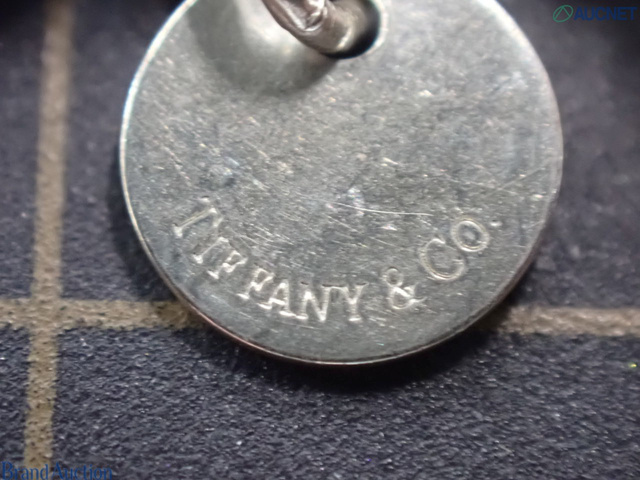 AUCNET
TIFFANY & CO.
Brand Auction